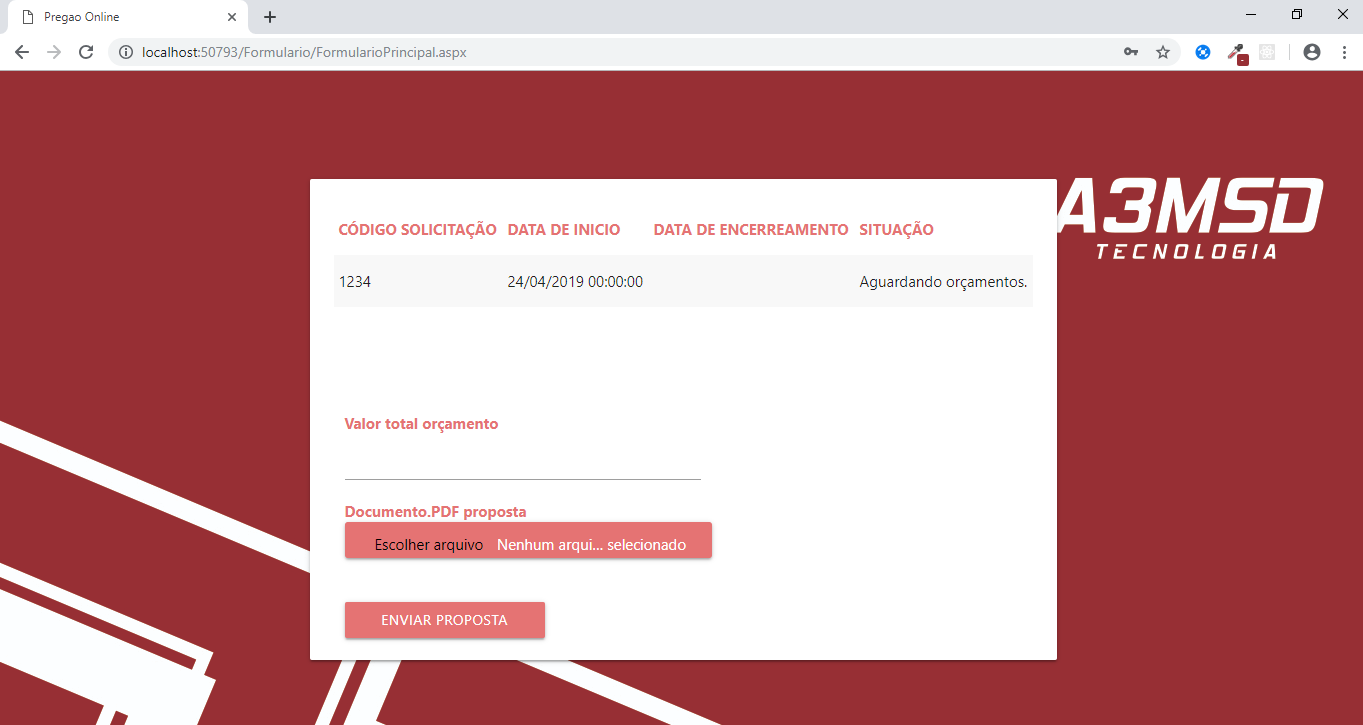 Pregao Online
localhost:50793/Formulario/FormularioPrincipal.aspx
A3MSD
TECNOLOGIA
CÓDIGO SOLICITAÇÃO DATA DE INICIO DATA DE ENCERREAMENTO SITUAÇÃO
1234 24/04/2019 00:00:00 Aguardando orçamentos.
Valor total orçamento
Documento.PDF proposta
Escolher arquivo Nenhum arqui... selecionado
ENVIAR PROPOSTA